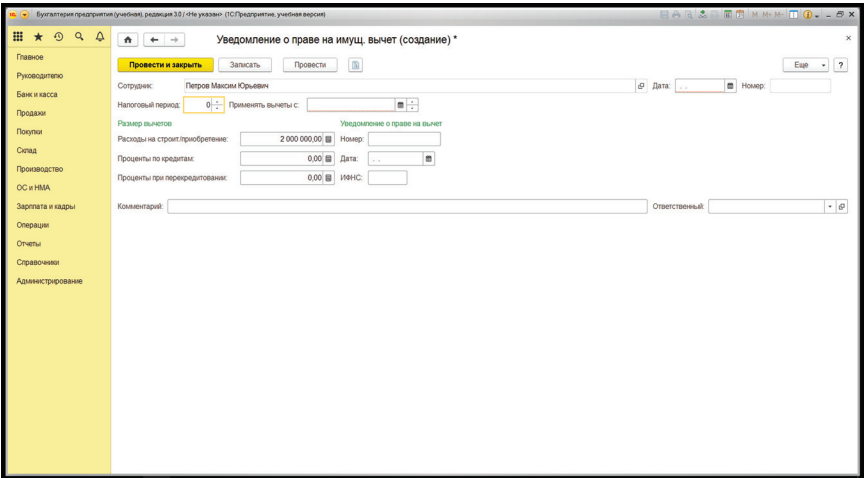 Бухгалтерия предприятия (учебная), редакция 3.0 / <Не указан> (1С:Предприятие, учебная версия)
M M+ M-
Уведомление о праве на имущ. вычет (создание) *
Главное
Руководителю
Банк и касса
Продажи
Покупки
Склад
Производство
ОС и НМА
Зарплата и кадры
Операции
Отчеты
Справочники
Администрирование
Провести и закрыть Записать Провести Еще ?
Сотрудник: Петров Максим Юрьевич Дата: . . Номер:
Налоговый период: 0 Применять вычеты с:
Размер вычетов Уведомление о праве на вычет
Расходы на строит./приобретение: 2 000 000,00 Номер:
Проценты по кредитам: 0,00 Дата: . .
Проценты при перекредитовании: 0,00 ИФНС:
Комментарий: Ответственный: